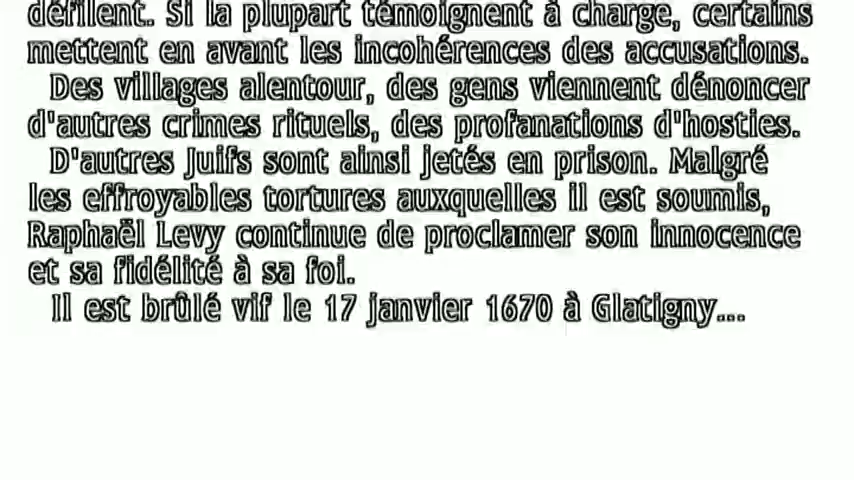 défilent. Si la plupart témoignent à charge, certains
mettent en avant les incohérences des accusations.
Des villages alentour, des gens viennent dénoncer
d'autres crimes rituels, des profanations d'hosties.
D'autres Juifs sont ainsi jetés en prison. Malgré
les effroyables tortures auxquelles il est soumis,
Raphaël Levy continue de proclamer son innocence
et sa fidélité à sa foi.
Il est brûlé vif le 17 janvier 1670 à Glatigny...